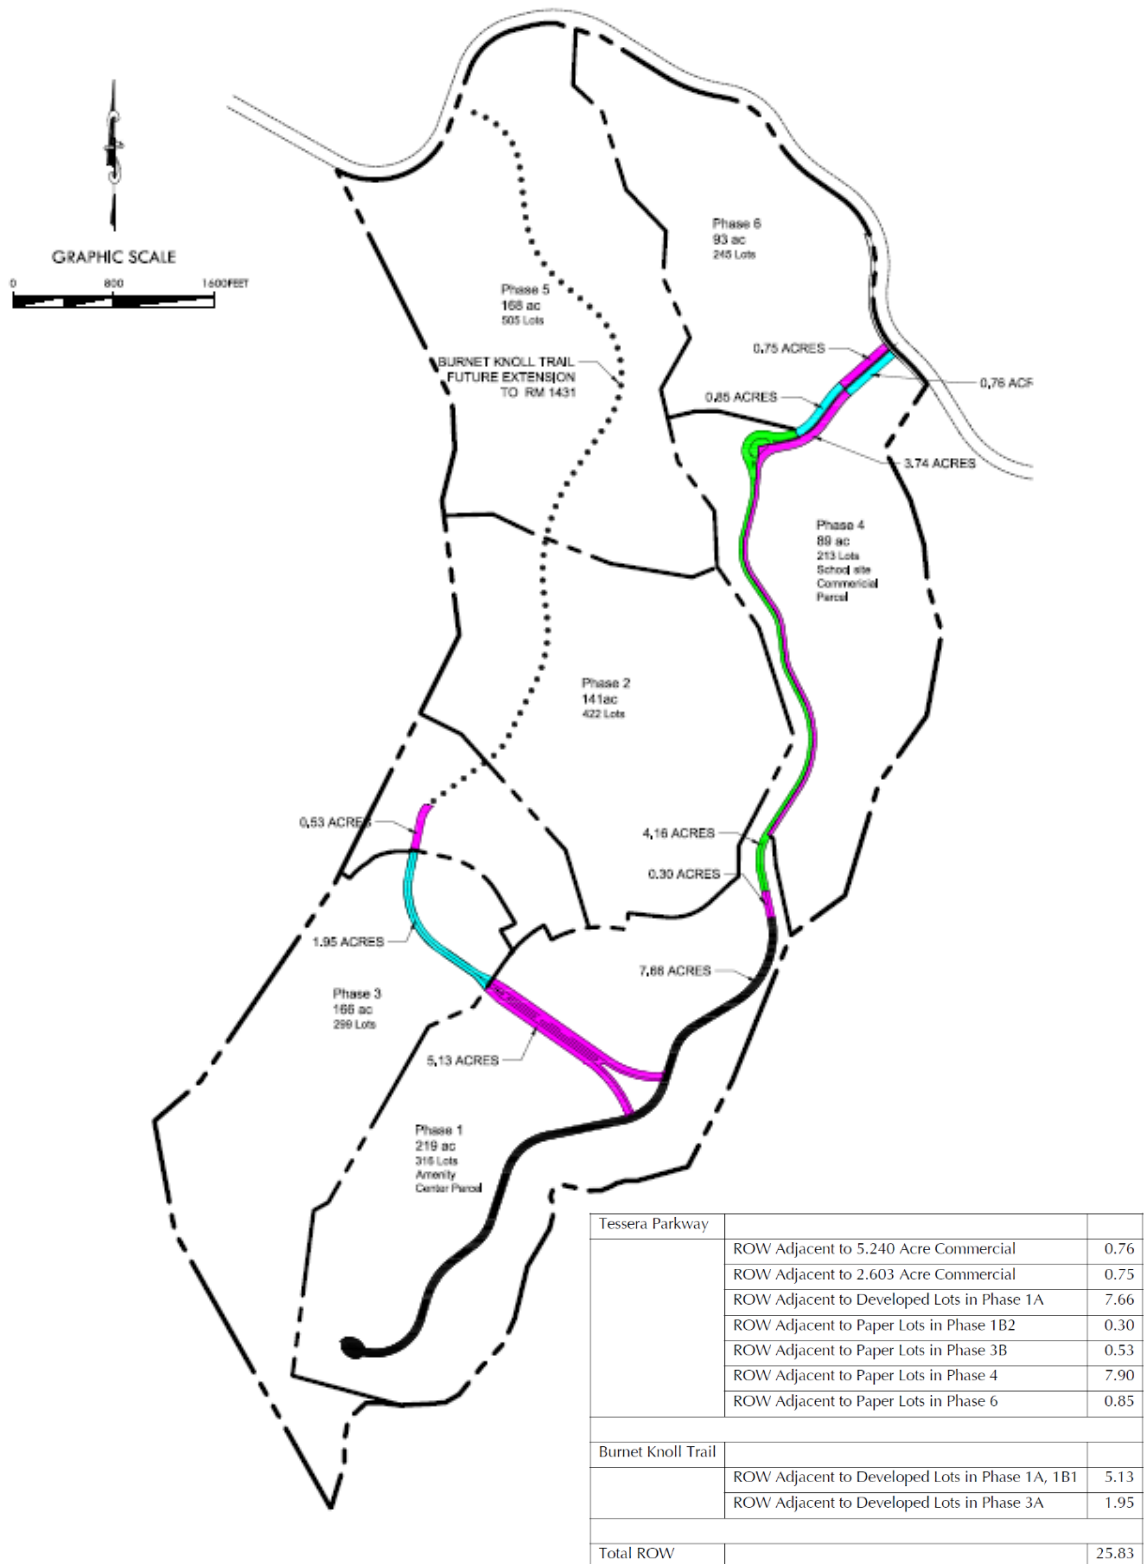 GRAPHIC SCALE
0 800 1600FEET
Phase 6
93 ac
245 Lots
Phase 5
168 ac
505 Lots
BURNET KNOLL TRAIL
FUTURE EXTENSION
TO RM 1431
0.75 ACRES
0.76 ACF
0.85 ACRES
3.74 ACRES
Phase 4
89 ac
213 Lots
School site
Commericial
Parcel
Phase 2
141ac
422 Lots
0.53 ACRES
4.16 ACRES
0.30 ACRES
1.95 ACRES
7.66 ACRES
Phase 3
166 ac
299 Lots
5.13 ACRES
Phase 1
219 ac
316 Lots
Amenity
Center Parcel
Tessera Parkway
ROW Adjacent to 5.240 Acre Commercial 0.76
ROW Adjacent to 2.603 Acre Commercial 0.75
ROW Adjacent to Developed Lots in Phase 1A 7.66
ROW Adjacent to Paper Lots in Phase 1B2 0.30
ROW Adjacent to Paper Lots in Phase 3B 0.53
ROW Adjacent to Paper Lots in Phase 4 7.90
ROW Adjacent to Paper Lots in Phase 6 0.85
Burnet Knoll Trail
ROW Adjacent to Developed Lots in Phase 1A, 1B1 5.13
ROW Adjacent to Developed Lots in Phase 3A 1.95
Total ROW 25.83